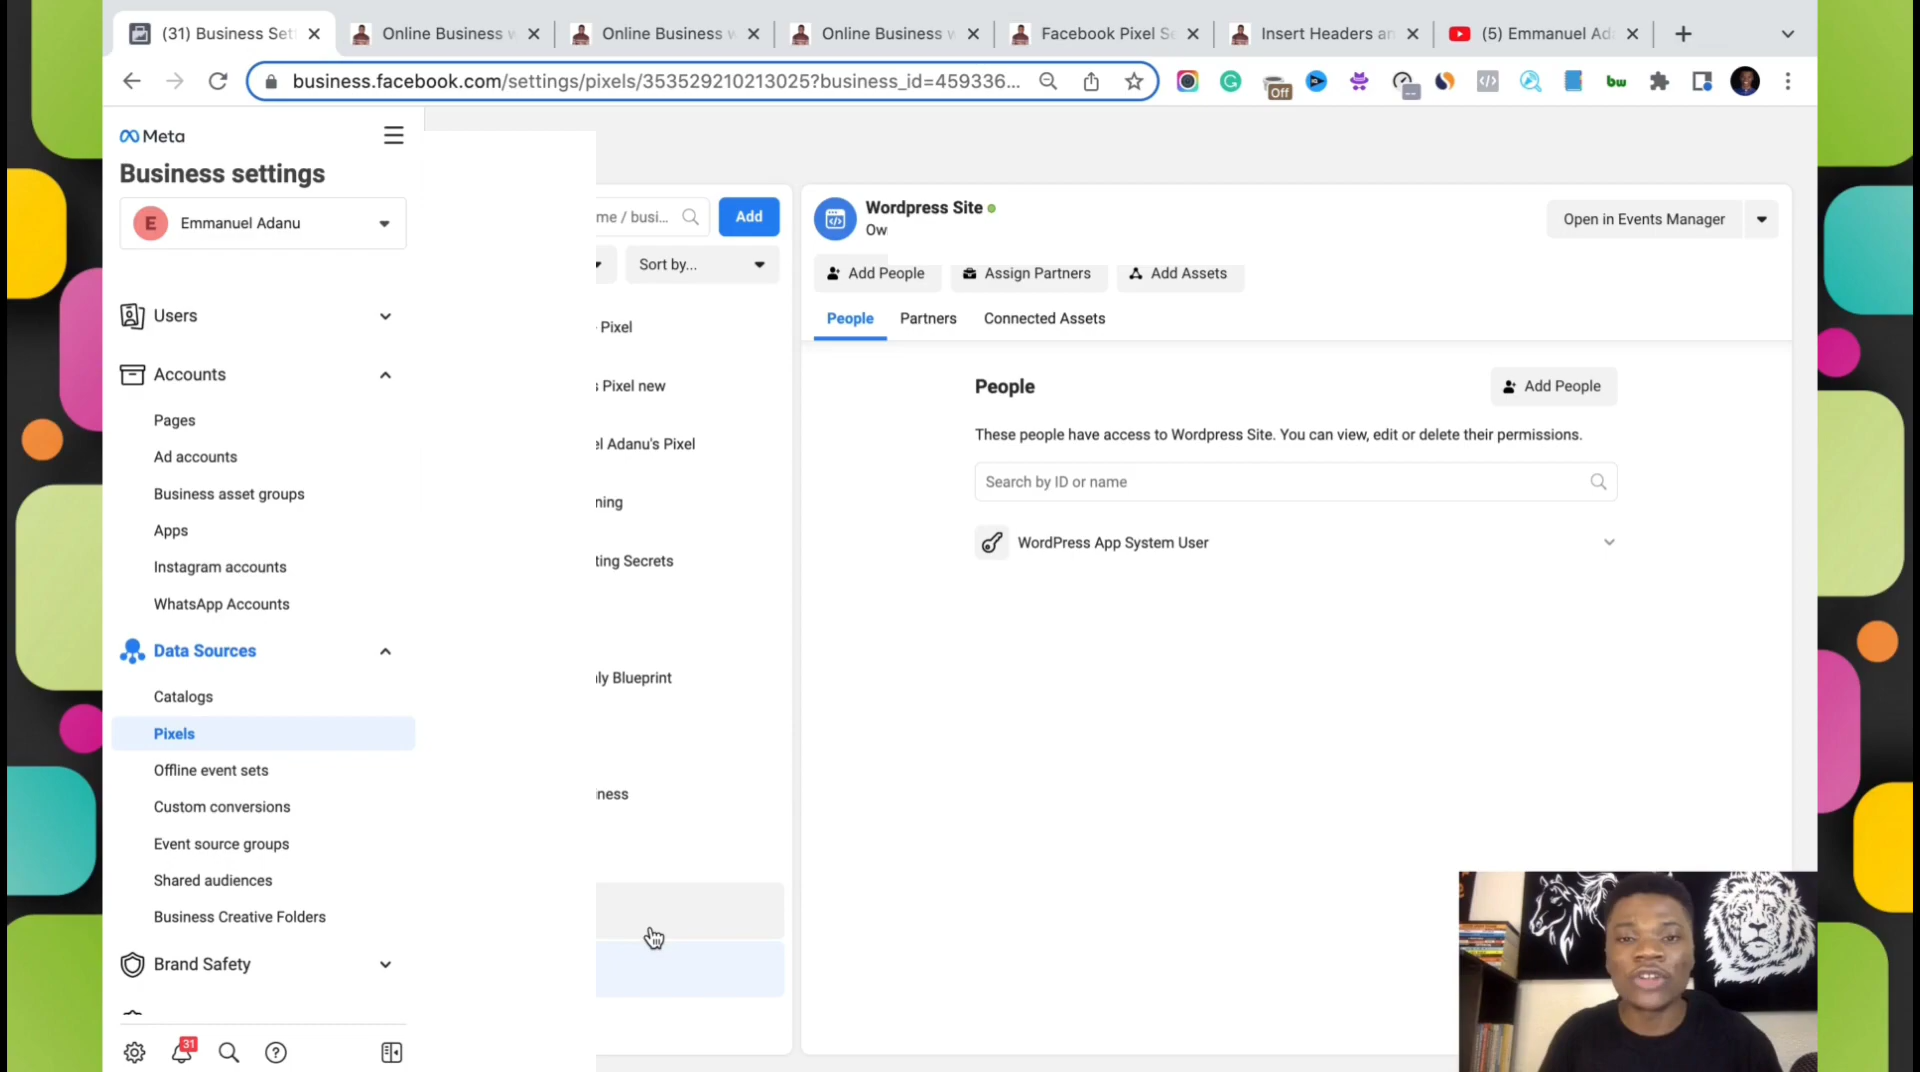 (31) Business Set
Online Business w
Online Business w
Online Business w
Facebook Pixel Se
Insert Headers an
(5) Emmanuel Ada
business.facebook.com/settings/pixels/353529210213025?business_id=459336...
Off
bw
Meta
Business settings
E
Emmanuel Adanu
Users
Accounts
Pages
Ad accounts
Business asset groups
Apps
Instagram accounts
WhatsApp Accounts
Data Sources
Catalogs
Pixels
Offline event sets
Custom conversions
Event source groups
Shared audiences
Business Creative Folders
Brand Safety
31
me / busi...
Add
Sort by...
Pixel
s Pixel new
el Adanu's Pixel
ning
ting Secrets
ly Blueprint
ness
Wordpress Site
Ow
Open in Events Manager
Add People
Assign Partners
Add Assets
People
Partners
Connected Assets
People
Add People
These people have access to Wordpress Site. You can view, edit or delete their permissions.
Search by ID or name
WordPress App System User